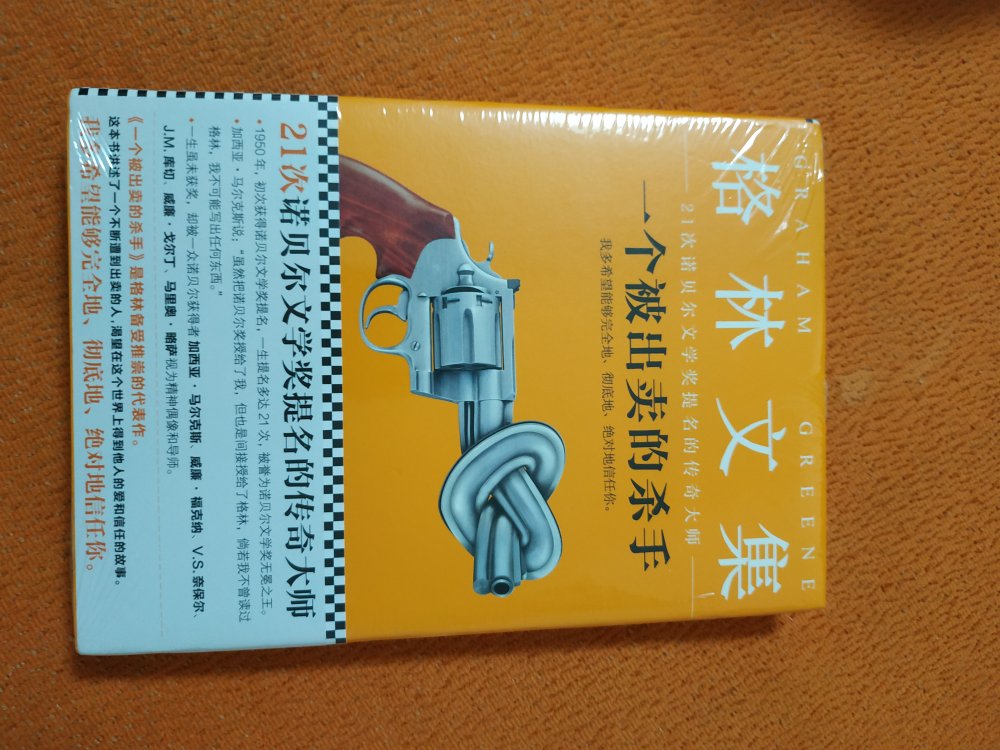 GRAHAM GREENE
格林文集
21次诺贝尔文学奖提名的传奇大师
一个被出卖的杀手
我多希望能够完全地、彻底地、绝对地信任你。
21次诺贝尔文学奖提名的传奇大师
•1950年,初次获得诺贝尔文学奖提名,一生提名多达21次,被誉为诺贝尔文学奖无冕之王。
•加西亚·马尔克斯说:“虽然把诺贝尔奖授给了我,但也是间接授给了格林,倘若我不曾读过
格林,我不可能写出任何东西。”
•一生虽未获奖,却被一众诺贝尔获得者加西亚·马尔克斯、威廉·福克纳、V.S.奈保尔、
J.M.库切、威廉·戈尔丁、马里奥·略萨视为精神偶像和导师。
《一个被出卖的杀手》是格林备受推崇的代表作。
这本书讲述了一个不断遭到出卖的人,渴望在这个世界上得到他人的爱和信任的故事。
我多希望能够完全地、彻底地、绝对地信任你。